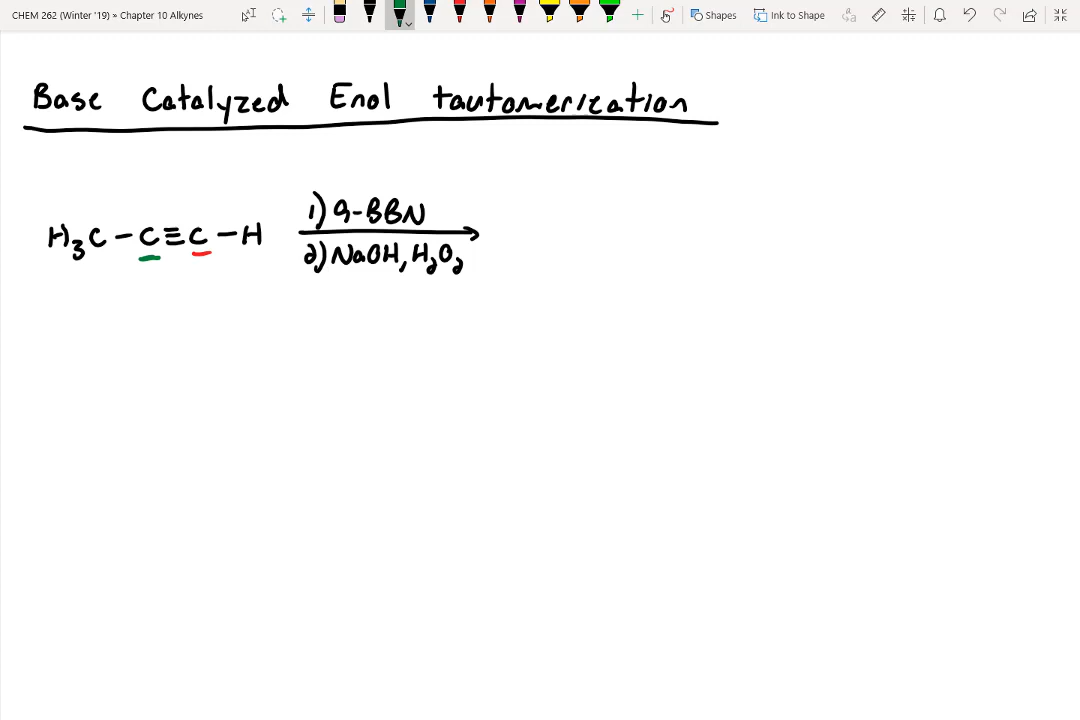 CHEM 262 (Winter '19) » Chapter 10 Alkynes
Shapes
Ink to Shape
Base Catalyzed Enol tautomerization
H₃C-C≡C-H
1) 9-BBN
2) NaOH, H₂O₂